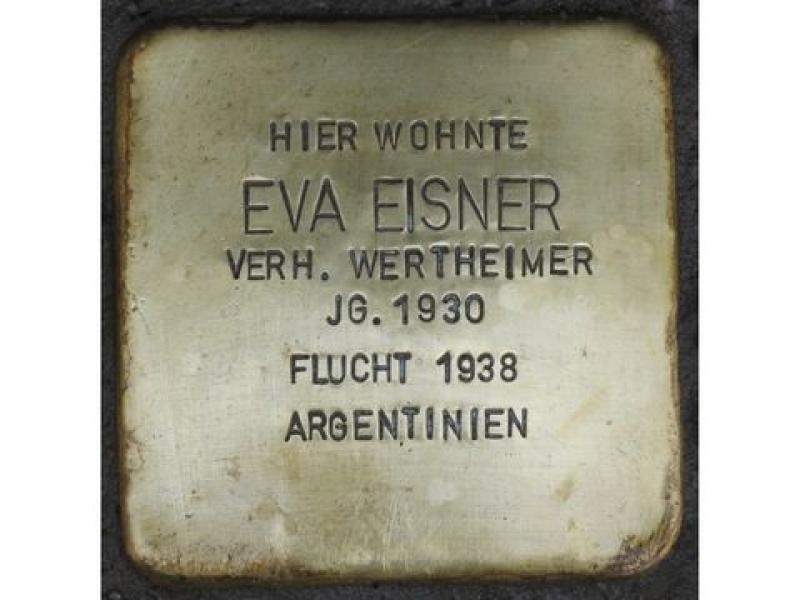 HIER WOHNTE
EVA EISNER
VERH. WERTHEIMER
JG. 1930
FLUCHT 1938
ARGENTINIEN